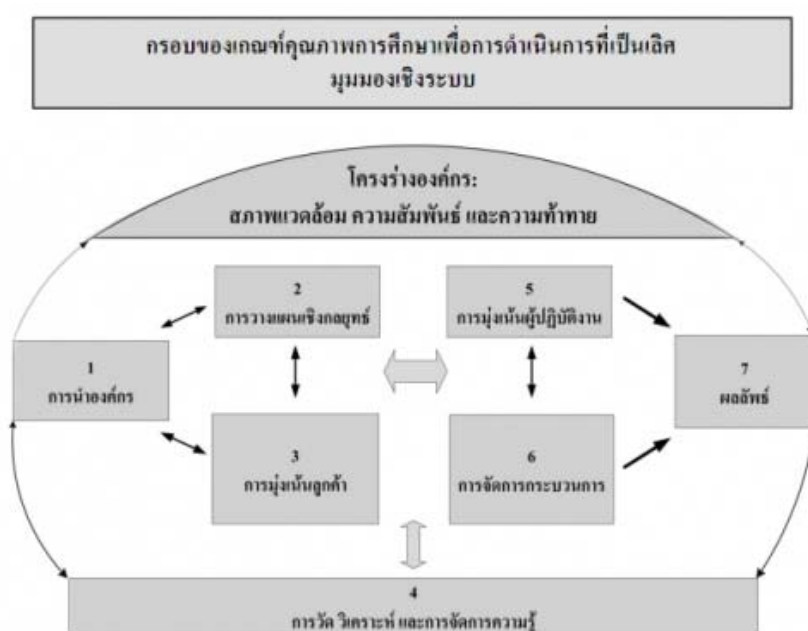 กรอบของเกณฑ์คุณภาพการศึกษาเพื่อการดำเนินการที่เป็นเลิศ
มุมมองเชิงระบบ
โครงร่างองค์กร:
สภาพแวดล้อม ความสัมพันธ์ และความท้าทาย
1
การนำองค์กร
2
การวางแผนเชิงกลยุทธ์
3
การมุ่งเน้นลูกค้า
5
การมุ่งเน้นผู้ปฏิบัติงาน
6
การจัดการกระบวนการ
7
ผลลัพธ์
4
การวัด วิเคราะห์ และการจัดการความรู้